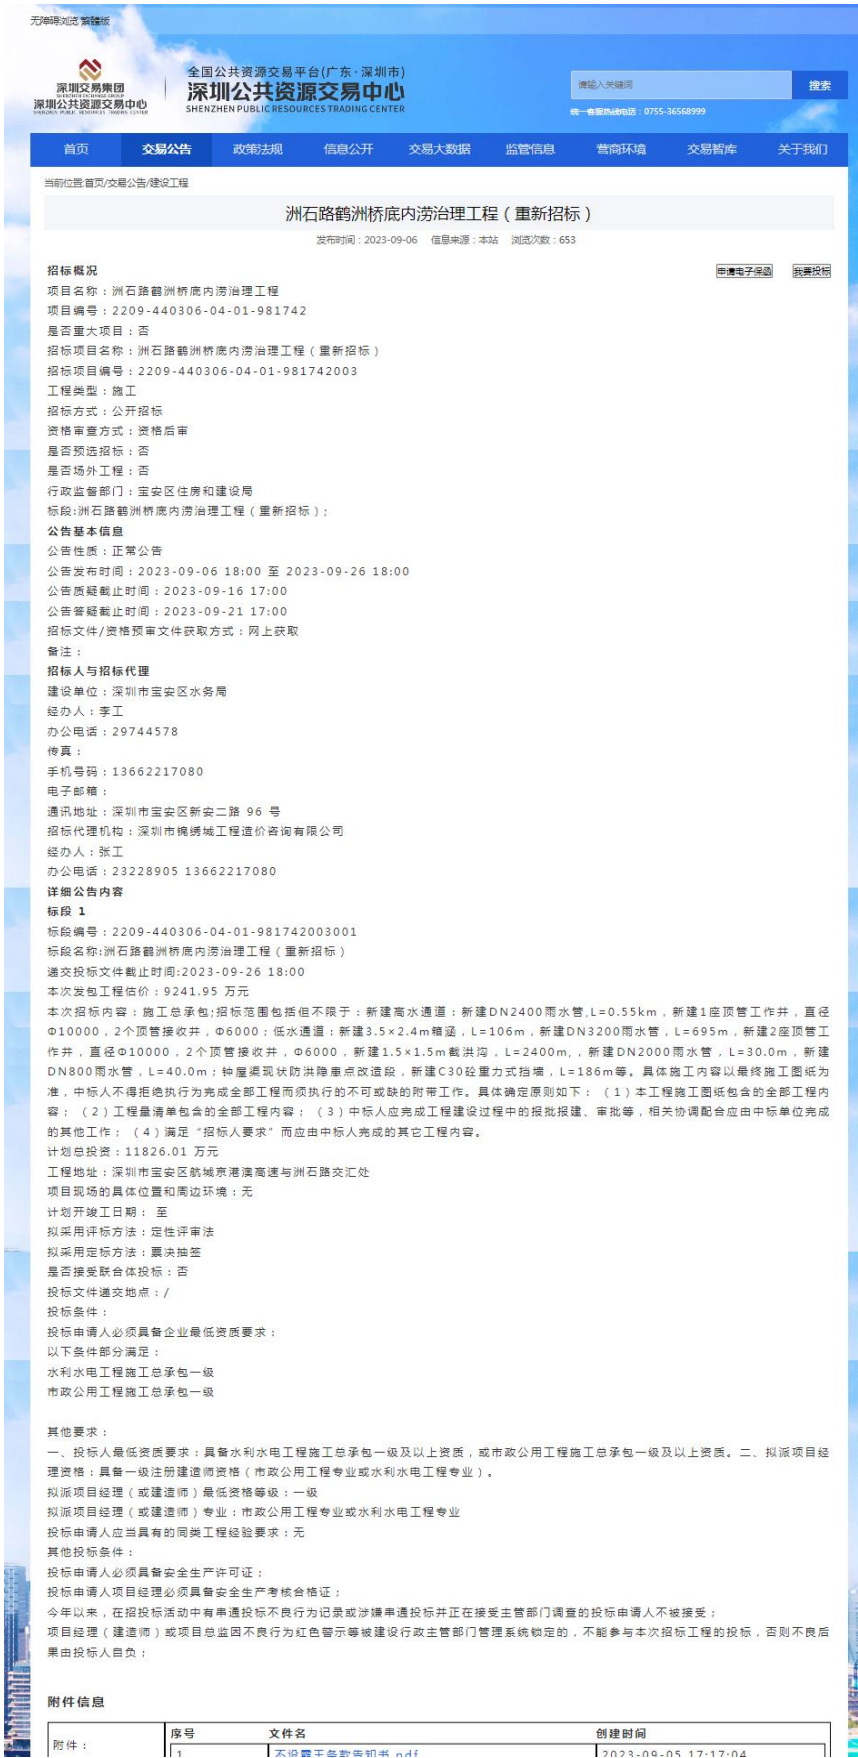 无障碍浏览 繁體版
深圳交易集团
SHENZHEN EXCHANGE GROUP
深圳公共资源交易中心
SHENZHEN PUBLIC RESOURCES TRADING CENTER
全国公共资源交易平台(广东·深圳市)
深圳公共资源交易中心
SHENZHEN PUBLIC RESOURCES TRADING CENTER
请输入关键词
搜索
统一客服热线电话：0755-36568999
首页 交易公告 政策法规 信息公开 交易大数据 监管信息 营商环境 交易智库 关于我们
当前位置:首页/交易公告/建设工程
洲石路鹤洲桥底内涝治理工程（重新招标）
发布时间：2023-09-06 信息来源：本站 浏览次数：653
申请电子保函 我要投标
招标概况
项目名称：洲石路鹤洲桥底内涝治理工程
项目编号：2209-440306-04-01-981742
是否重大项目：否
招标项目名称：洲石路鹤洲桥底内涝治理工程（重新招标）
招标项目编号：2209-440306-04-01-981742003
工程类型：施工
招标方式：公开招标
资格审查方式：资格后审
是否预选招标：否
是否场外工程：否
行政监督部门：宝安区住房和建设局
标段:洲石路鹤洲桥底内涝治理工程（重新招标）;
公告基本信息
公告性质：正常公告
公告发布时间：2023-09-06 18:00 至 2023-09-26 18:00
公告质疑截止时间：2023-09-16 17:00
公告答疑截止时间：2023-09-21 17:00
招标文件/资格预审文件获取方式：网上获取
备注：
招标人与招标代理
建设单位：深圳市宝安区水务局
经办人：李工
办公电话：29744578
传真：
手机号码：13662217080
电子邮箱：
通讯地址：深圳市宝安区新安二路 96 号
招标代理机构：深圳市锦绣城工程造价咨询有限公司
经办人：张工
办公电话：23228905 13662217080
详细公告内容
标段 1
标段编号：2209-440306-04-01-981742003001
标段名称:洲石路鹤洲桥底内涝治理工程（重新招标）
递交投标文件截止时间:2023-09-26 18:00
本次发包工程估价：9241.95 万元
本次招标内容：施工总承包;招标范围包括但不限于：新建高水通道：新建DN2400雨水管,L=0.55km，新建1座顶管工作井，直径
Φ10000，2个顶管接收井，Φ6000；低水通道：新建3.5×2.4m箱涵，L=106m，新建DN3200雨水管，L=695m，新建2座顶管工
作井，直径Φ10000，2个顶管接收井，Φ6000，新建1.5×1.5m截洪沟，L=2400m,，新建DN2000雨水管，L=30.0m，新建
DN800雨水管，L=40.0m；钟屋渠现状防洪隐患点改造段，新建C30砼重力式挡墙，L=186m等。具体施工内容以最终施工图纸为
准，中标人不得拒绝执行为完成全部工程而须执行的不可或缺的附带工作。具体确定原则如下：（1）本工程施工图纸包含的全部工程内
容；（2）工程量清单包含的全部工程内容；（3）中标人应完成工程建设过程中的报批报建、审批等，相关协调配合应由中标单位完成
的其他工作；（4）满足“招标人要求”而应由中标人完成的其它工程内容。
计划总投资：11826.01 万元
工程地址：深圳市宝安区航城京港澳高速与洲石路交汇处
项目现场的具体位置和周边环境：无
计划开竣工日期： 至
拟采用评标方法：定性评审法
拟采用定标方法：票决抽签
是否接受联合体投标：否
投标文件递交地点：/
投标条件：
投标申请人必须具备企业最低资质要求：
以下条件部分满足：
水利水电工程施工总承包一级
市政公用工程施工总承包一级
其他要求：
一、投标人最低资质要求：具备水利水电工程施工总承包一级及以上资质，或市政公用工程施工总承包一级及以上资质。二、拟派项目经
理资格：具备一级注册建造师资格（市政公用工程专业或水利水电工程专业）。
拟派项目经理（或建造师）最低资格等级：一级
拟派项目经理（或建造师）专业：市政公用工程专业或水利水电工程专业
投标申请人应当具有的同类工程经验要求：无
其他投标条件：
投标申请人必须具备安全生产许可证；
投标申请人项目经理必须具备安全生产考核合格证；
今年以来，在招投标活动中有串通投标不良行为记录或涉嫌串通投标并正在接受主管部门调查的投标申请人不被接受；
项目经理（建造师）或项目总监因不良行为红色警示等被建设行政主管部门管理系统锁定的，不能参与本次招标工程的投标，否则不良后
果由投标人自负；
附件信息
附件： 序号 文件名 创建时间
1 不设霸王条款告知书.pdf 2023-09-05 17:17:04